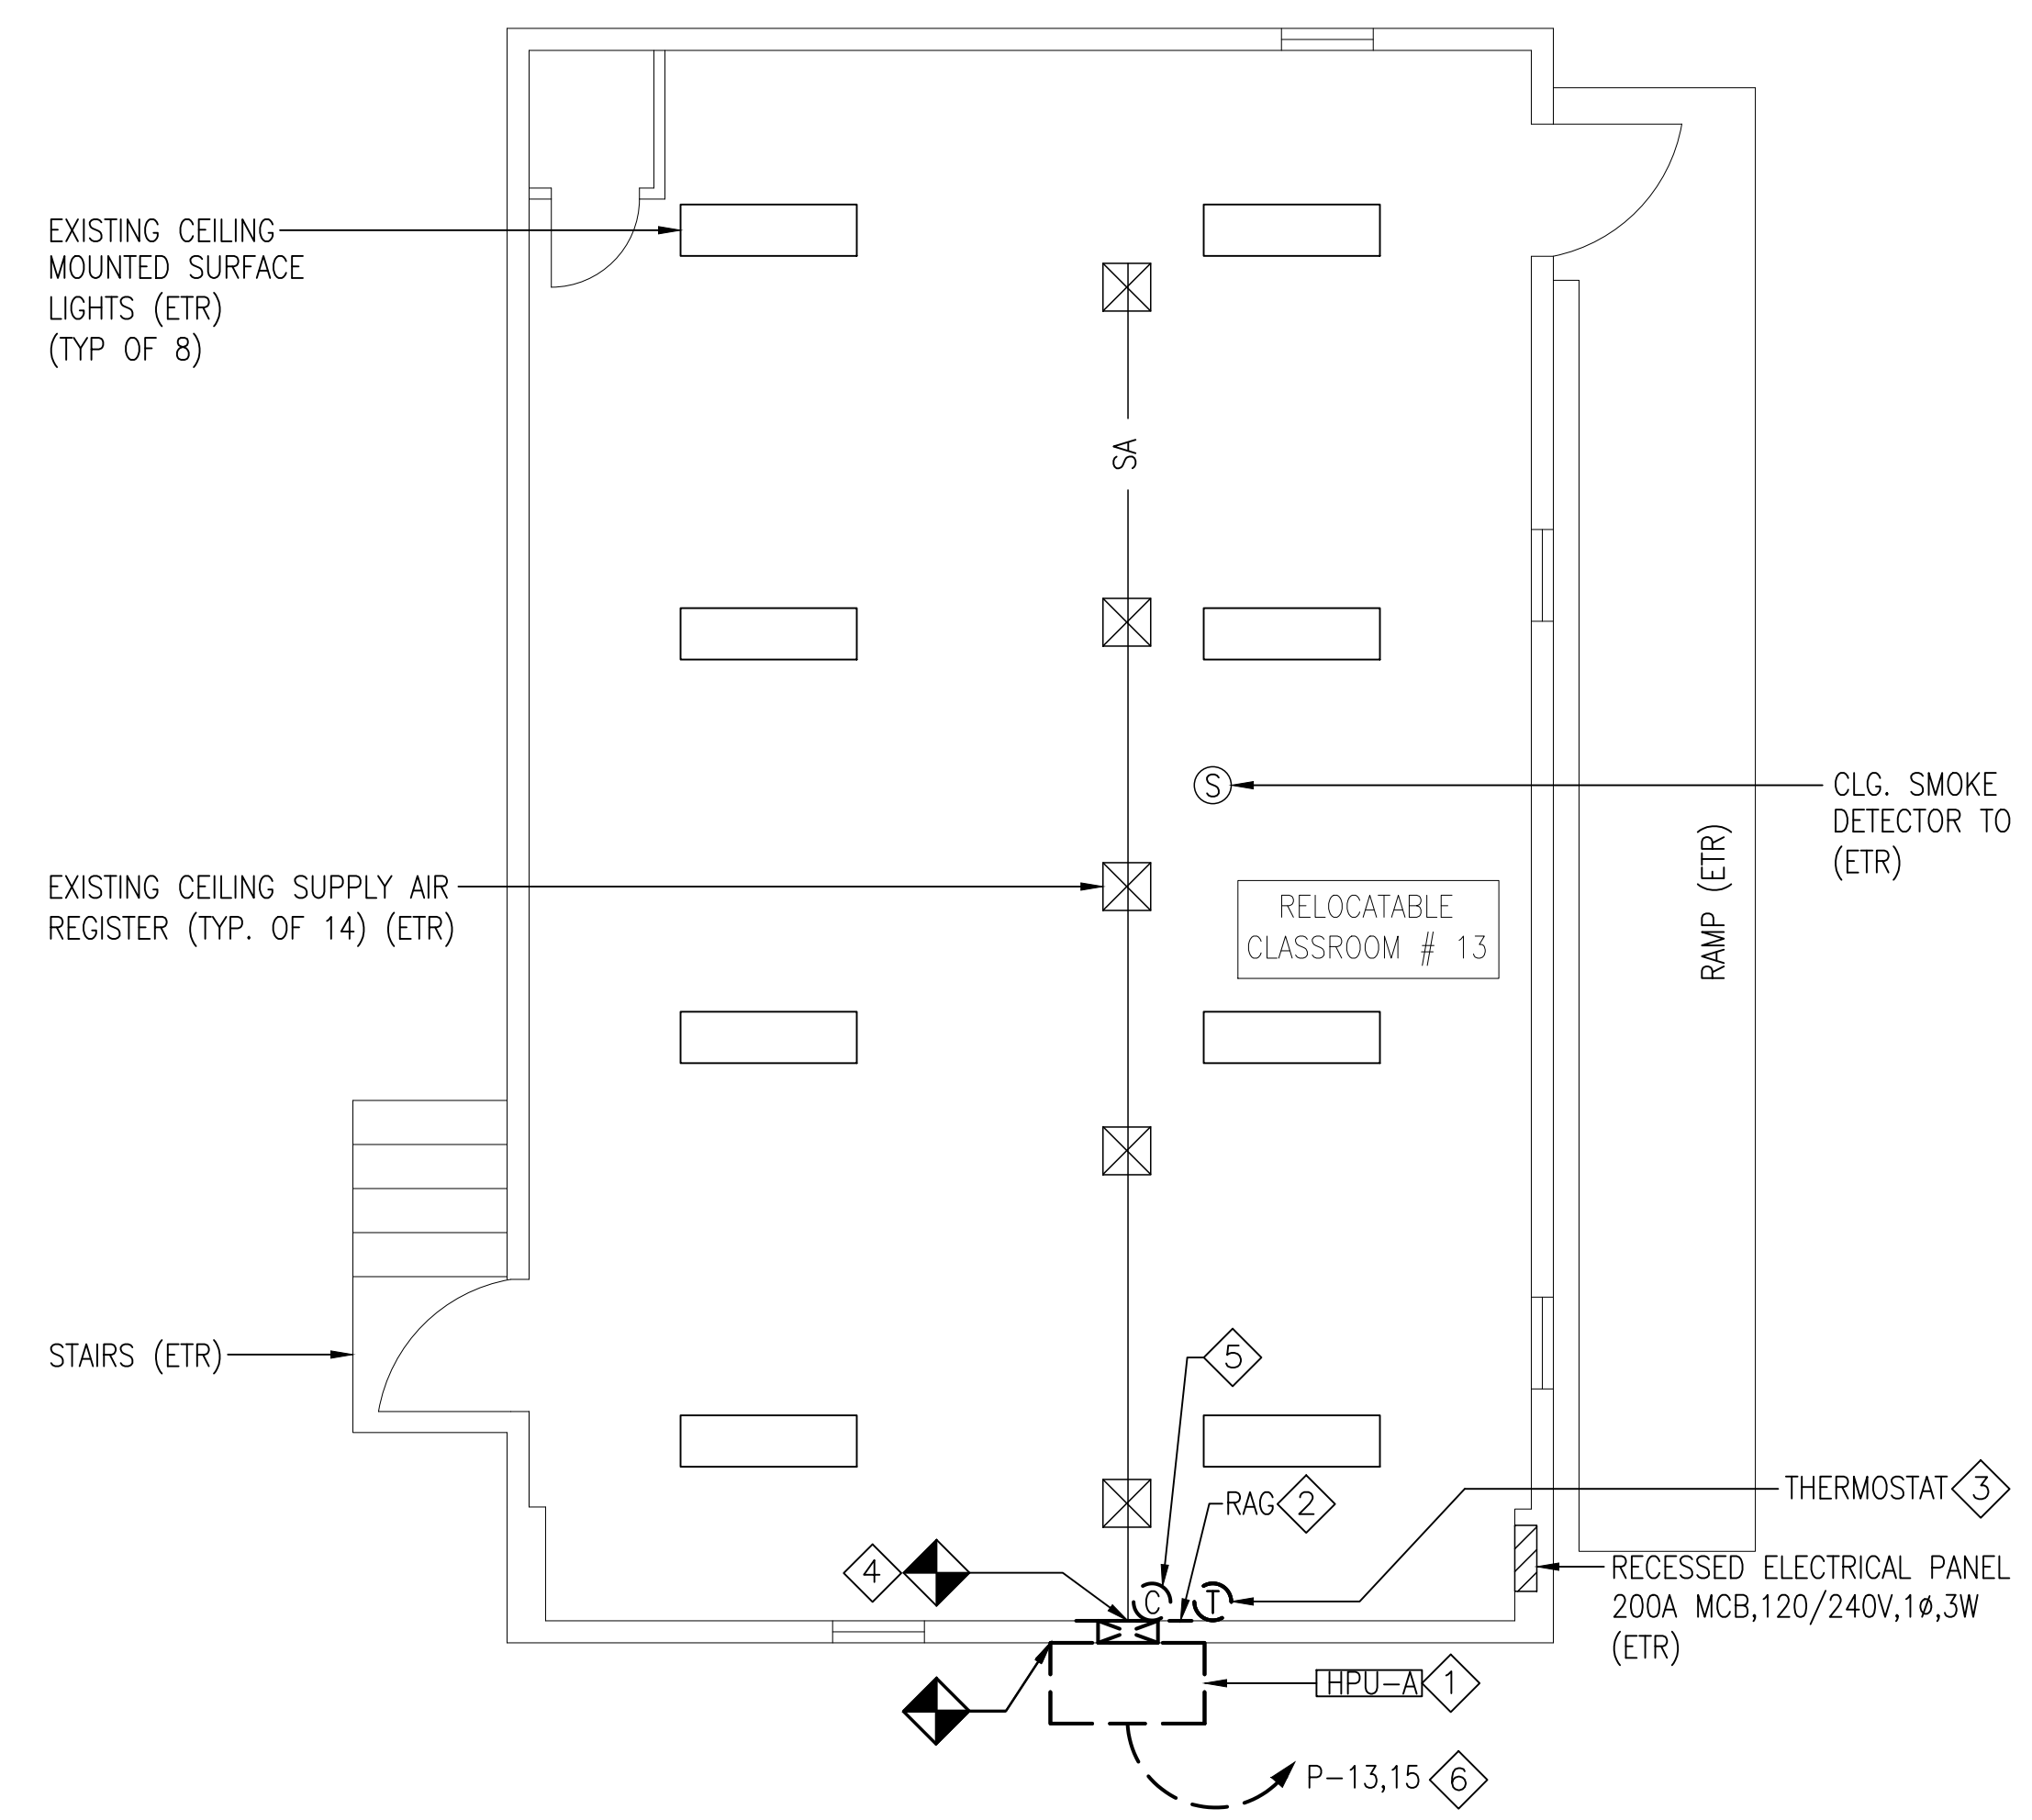 EXISTING CEILING
MOUNTED SURFACE
LIGHTS (ETR)
(TYP OF 8)
SA
S
CLG. SMOKE
DETECTOR TO
(ETR)
EXISTING CEILING SUPPLY AIR
REGISTER (TYP. OF 14) (ETR)
RELOCATABLE
CLASSROOM # 13
RAMP (ETR)
STAIRS (ETR)
5
RAG 2
THERMOSTAT 3
4
C
T
RECESSED ELECTRICAL PANEL
200A MCB,120/240V,1ø,3W
(ETR)
HPU-A 1
P-13,15 6